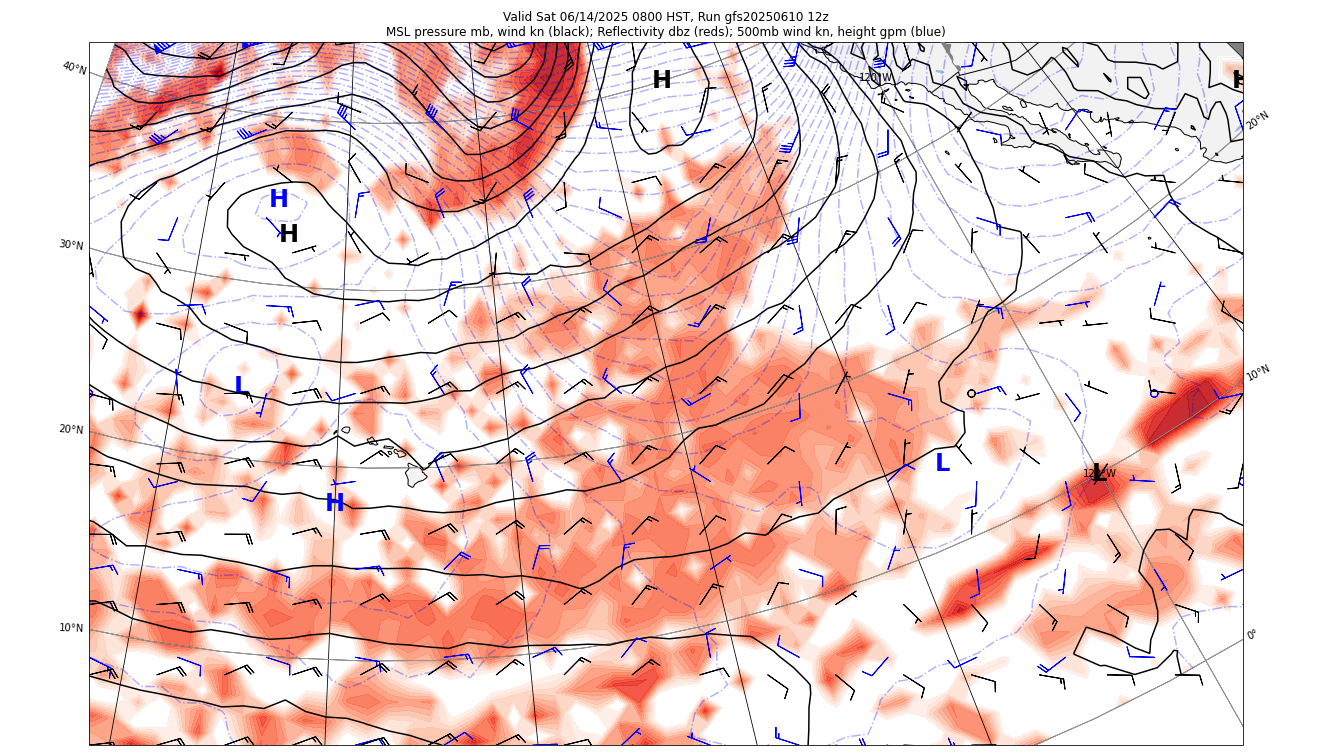 Valid Sat 06/14/2025 0800 HST, Run gfs20250610 12z
MSL pressure mb, wind kn (black); Reflectivity dbz (reds); 500mb wind kn, height gpm (blue)
40°N
H
120°W
H
20°N
H
H
30°N
10°N
L
20°N
L
L
120°W
H
10°N
0°